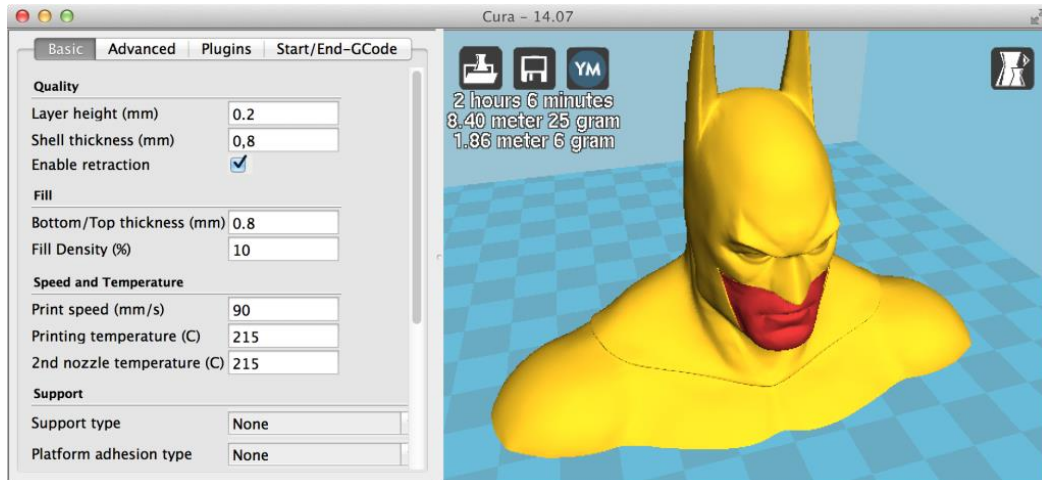 Cura - 14.07
Basic Advanced Plugins Start/End-GCode
Quality
Layer height (mm) 0.2
Shell thickness (mm) 0,8
Enable retraction
Fill
Bottom/Top thickness (mm) 0.8
Fill Density (%) 10
Speed and Temperature
Print speed (mm/s) 90
Printing temperature (C) 215
2nd nozzle temperature (C) 215
Support
Support type None
Platform adhesion type None
YM
2 hours 6 minutes
8.40 meter 25 gram
1.86 meter 6 gram